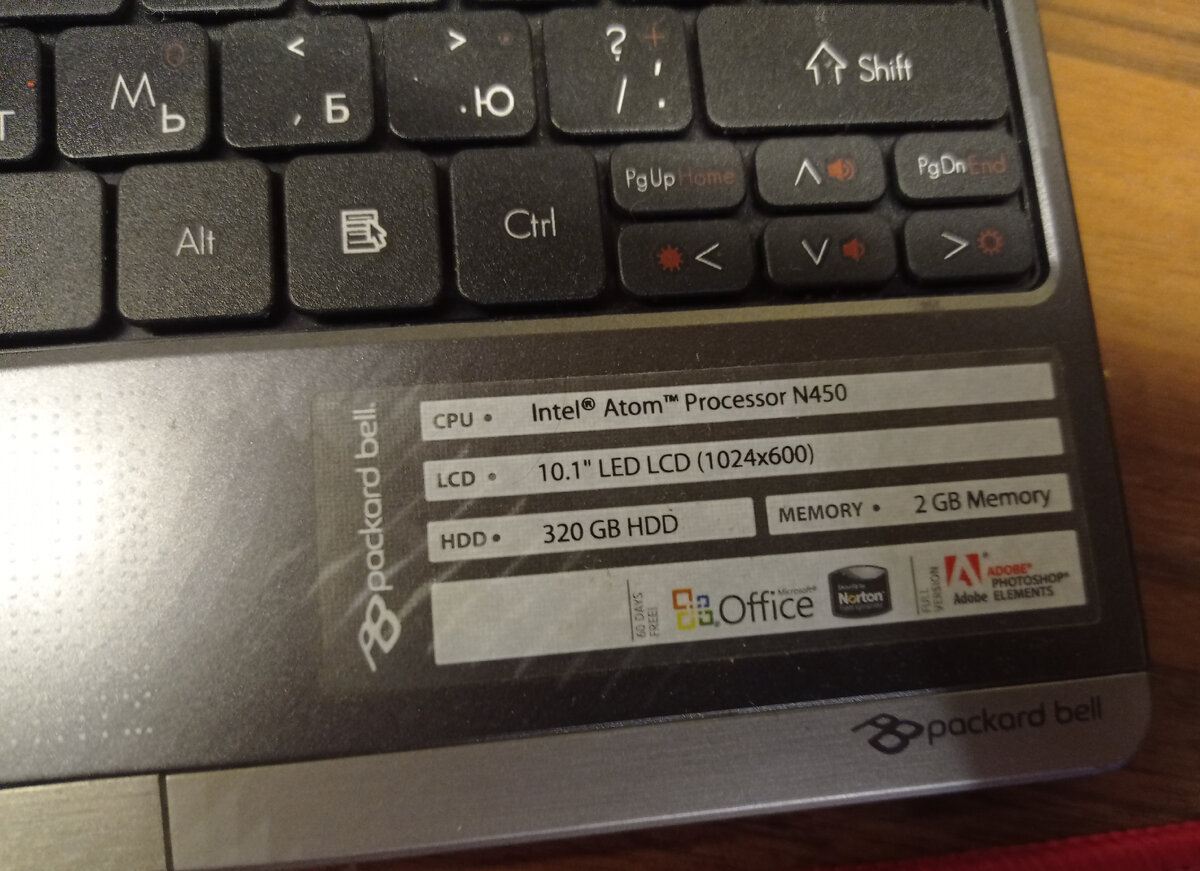 М Ь
< , Б
> . Ю
? / .
Shift
Alt
Ctrl
PgUp Home
PgDn End
packard bell
CPU • Intel® Atom™ Processor N450
LCD • 10.1" LED LCD (1024x600)
HDD • 320 GB HDD
MEMORY • 2 GB Memory
60 DAYS FREE!
Microsoft®
Office
Norton
FULL VERSION
Adobe
ADOBE®
PHOTOSHOP®
ELEMENTS
packard bell